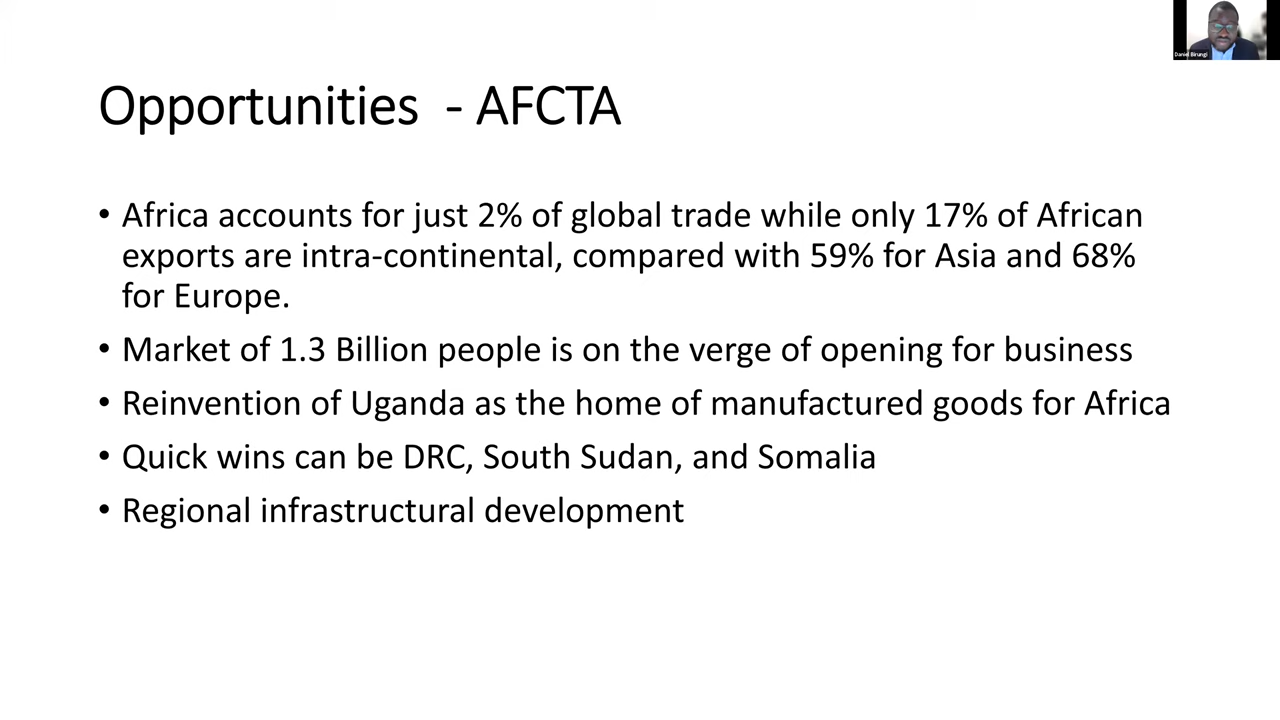 Daniel Birungi
Opportunities - AFCTA
• Africa accounts for just 2% of global trade while only 17% of African
exports are intra-continental, compared with 59% for Asia and 68%
for Europe.
• Market of 1.3 Billion people is on the verge of opening for business
• Reinvention of Uganda as the home of manufactured goods for Africa
• Quick wins can be DRC, South Sudan, and Somalia
• Regional infrastructural development